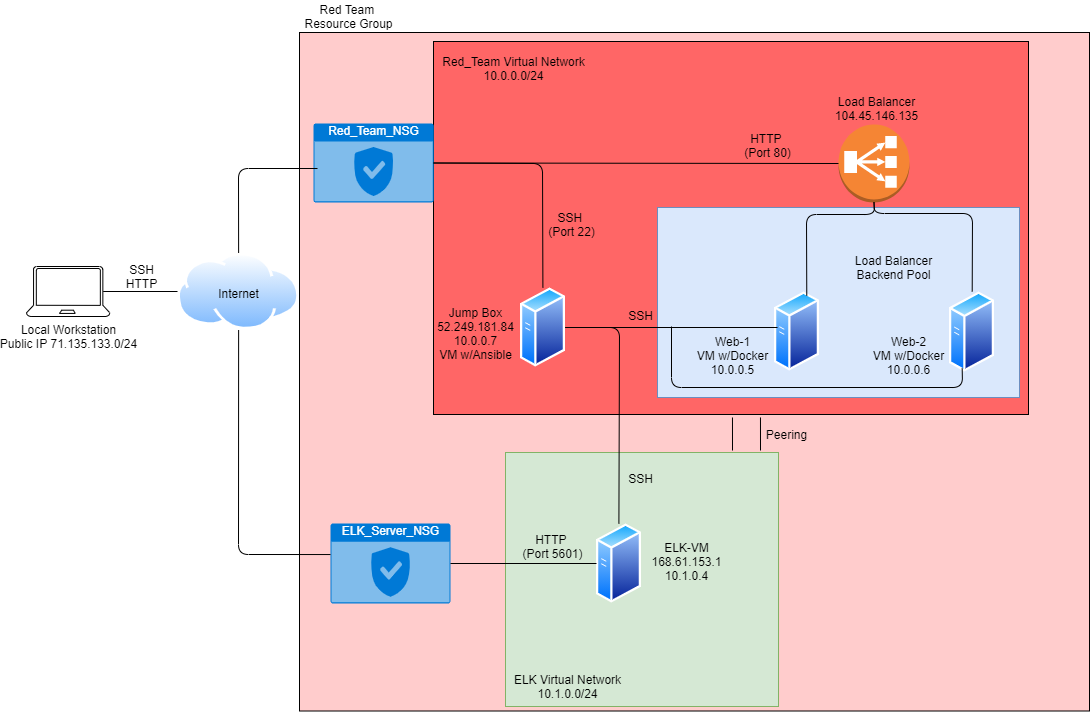 Red Team
Resource Group
Red_Team Virtual Network
10.0.0.0/24
Load Balancer
104.45.146.135
Red_Team_NSG
HTTP
(Port 80)
SSH
(Port 22)
Load Balancer
Backend Pool
SSH
HTTP
Internet
Local Workstation
Public IP 71.135.133.0/24
Jump Box
52.249.181.84
10.0.0.7
VM w/Ansible
SSH
Web-1
VM w/Docker
10.0.0.5
Web-2
VM w/Docker
10.0.0.6
Peering
SSH
ELK_Server_NSG
HTTP
(Port 5601)
ELK-VM
168.61.153.1
10.1.0.4
ELK Virtual Network
10.1.0.0/24